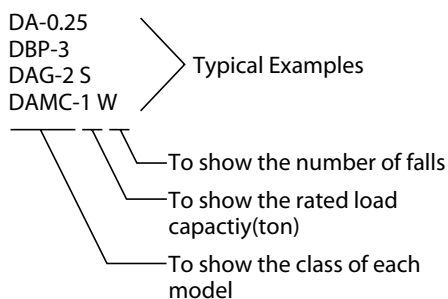 DA-0.25
DBP-3
DAG-2 S
DAMC-1 W
Typical Examples
To show the number of falls
To show the rated load
capactiy(ton)
To show the class of each
model